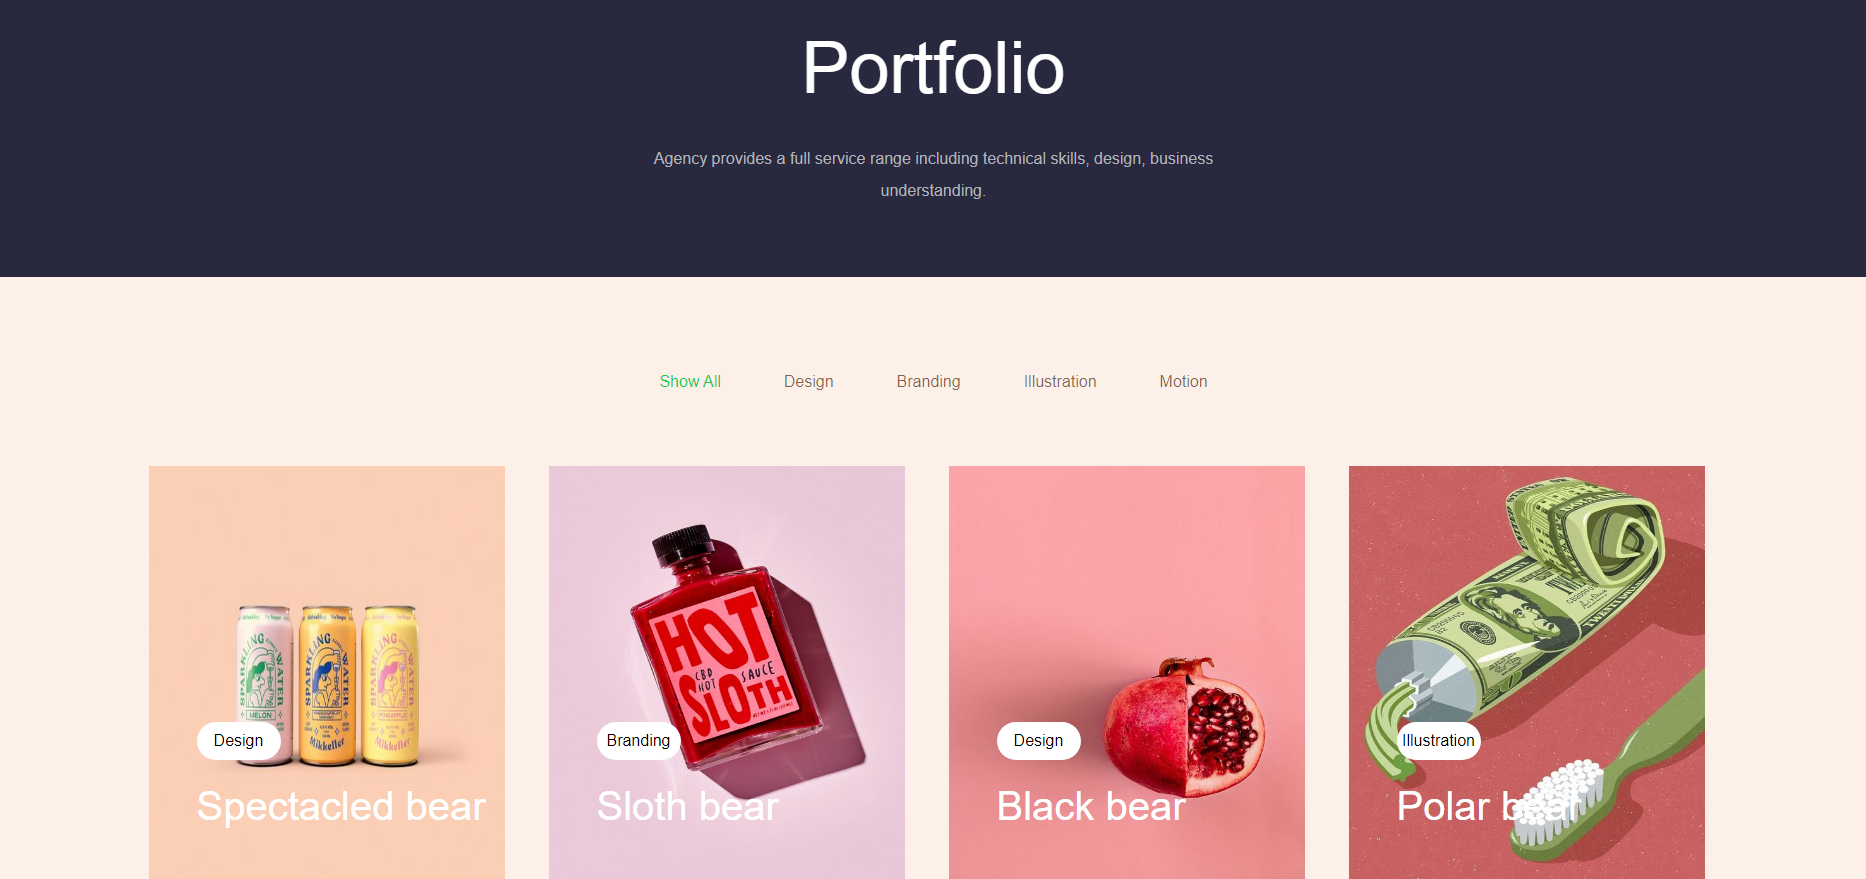 Portfolio
Agency provides a full service range including technical skills, design, business
understanding.
Show All
Design
Branding
Illustration
Motion
SPARKLING WATER
MELON
SPARKLING WATER
Mikkeller
SPARKLING WATER
PINEAPPLE
Mikkeller
Design
Spectacled bear
HOT
CBD
HOT
SAUCE
SLOTH
Branding
Sloth bear
Design
Black bear
Illustration
Polar bear